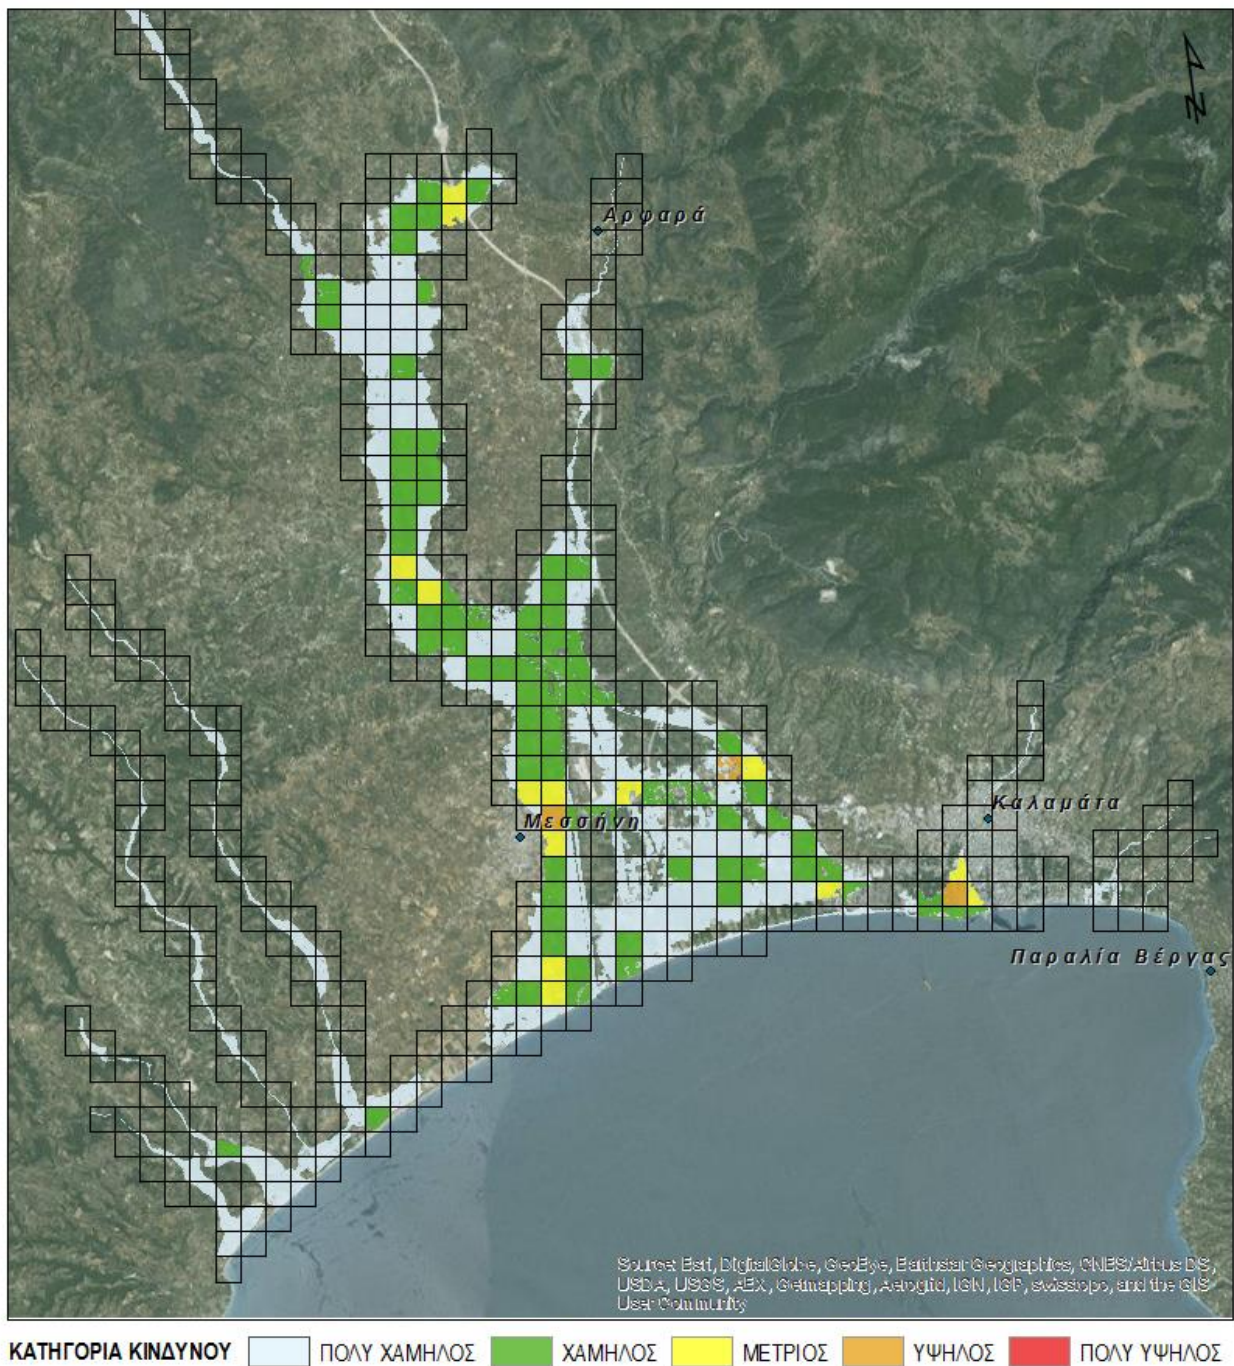 N
Αρφαρά
Καλαμάτα
Μεσσήνη
Παραλία Βέργας
Source: Esri, DigitalGlobe, GeoEye, Earthstar Geographics, CNES/Airbus DS,
USDA, USGS, AEX, Getmapping, Aerogrid, IGN, IGP, swisstopo, and the GIS
User Community
ΚΑΤΗΓΟΡΙΑ ΚΙΝΔΥΝΟΥ ΠΟΛΥ ΧΑΜΗΛΟΣ ΧΑΜΗΛΟΣ ΜΕΤΡΙΟΣ ΥΨΗΛΟΣ ΠΟΛΥ ΥΨΗΛΟΣ